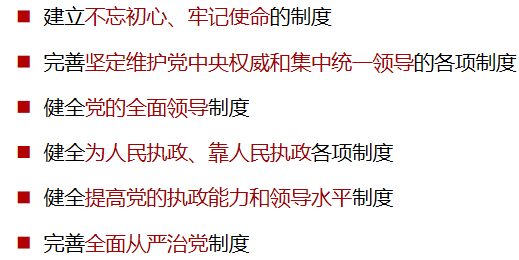 建立不忘初心、牢记使命的制度
完善坚定维护党中央权威和集中统一领导的各项制度
健全党的全面领导制度
健全为人民执政、靠人民执政各项制度
健全提高党的执政能力和领导水平制度
完善全面从严治党制度